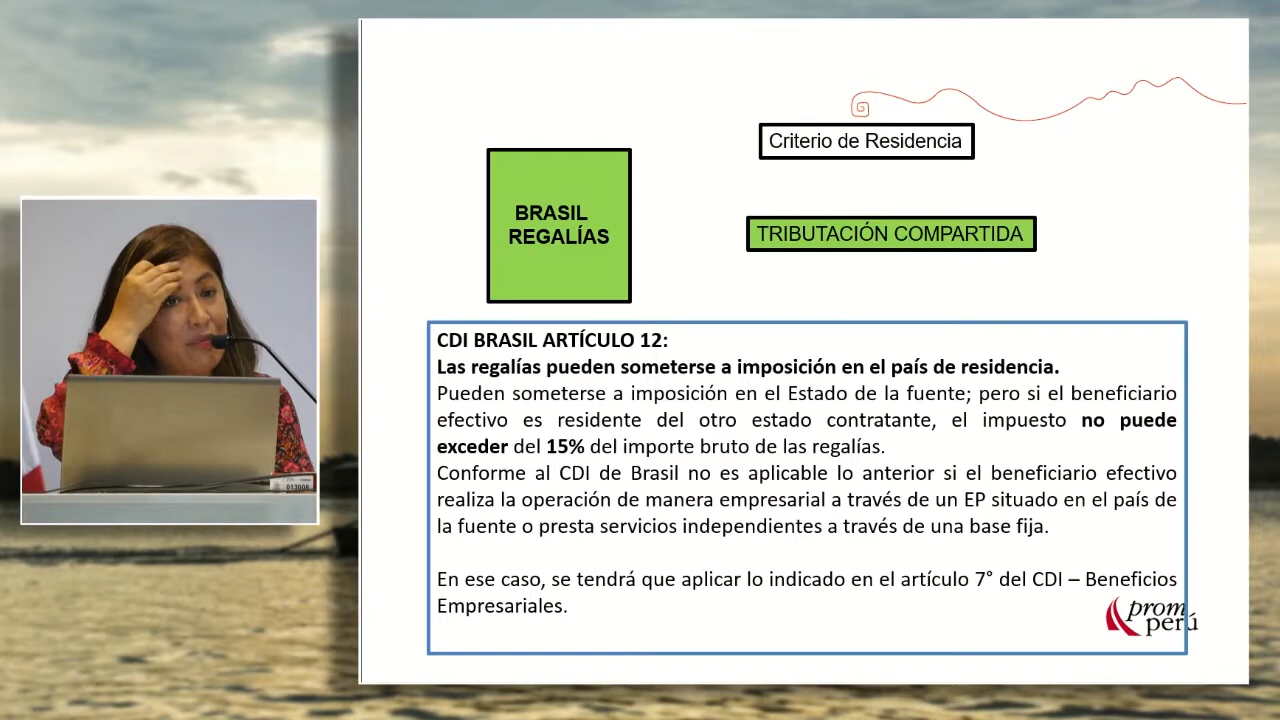 Criterio de Residencia
BRASIL
REGALÍAS
TRIBUTACIÓN COMPARTIDA
CDI BRASIL ARTÍCULO 12:
Las regalías pueden someterse a imposición en el país de residencia.
Pueden someterse a imposición en el Estado de la fuente; pero si el beneficiario
efectivo es residente del otro estado contratante, el impuesto no puede
exceder del 15% del importe bruto de las regalías.
Conforme al CDI de Brasil no es aplicable lo anterior si el beneficiario efectivo
realiza la operación de manera empresarial a través de un EP situado en el país de
la fuente o presta servicios independientes a través de una base fija.
En ese caso, se tendrá que aplicar lo indicado en el artículo 7° del CDI – Beneficios
Empresariales.
prom
perú
013008